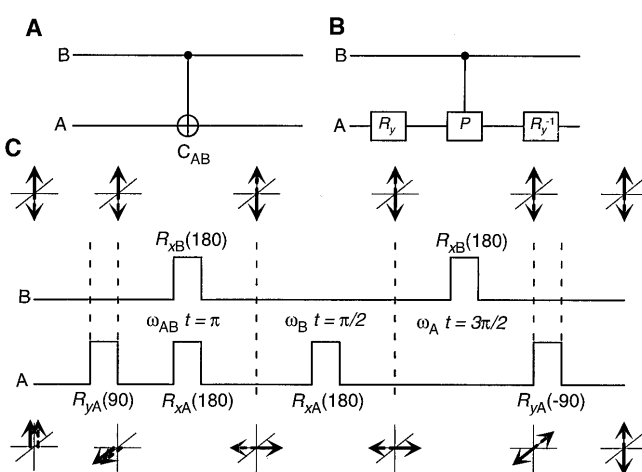 A
B
B
B
A
C_AB
A
R_y
P
R_y^-1
C
R_xB(180)
R_xB(180)
B
ω_AB t = π
ω_B t = π/2
ω_A t = 3π/2
A
R_yA(90)
R_xA(180)
R_xA(180)
R_yA(-90)